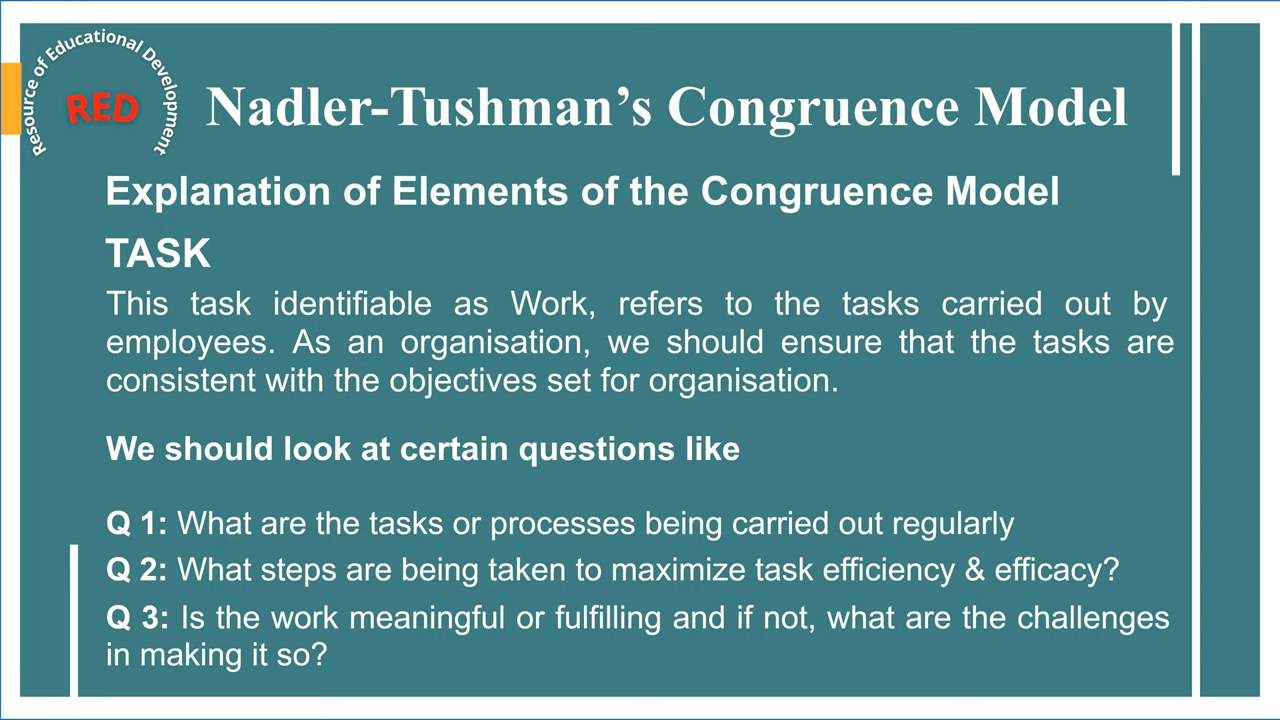 Resource of Educational Development
RED
Nadler-Tushman’s Congruence Model
Explanation of Elements of the Congruence Model
TASK
This task identifiable as Work, refers to the tasks carried out by
employees. As an organisation, we should ensure that the tasks are
consistent with the objectives set for organisation.
We should look at certain questions like
Q 1: What are the tasks or processes being carried out regularly
Q 2: What steps are being taken to maximize task efficiency & efficacy?
Q 3: Is the work meaningful or fulfilling and if not, what are the challenges
in making it so?